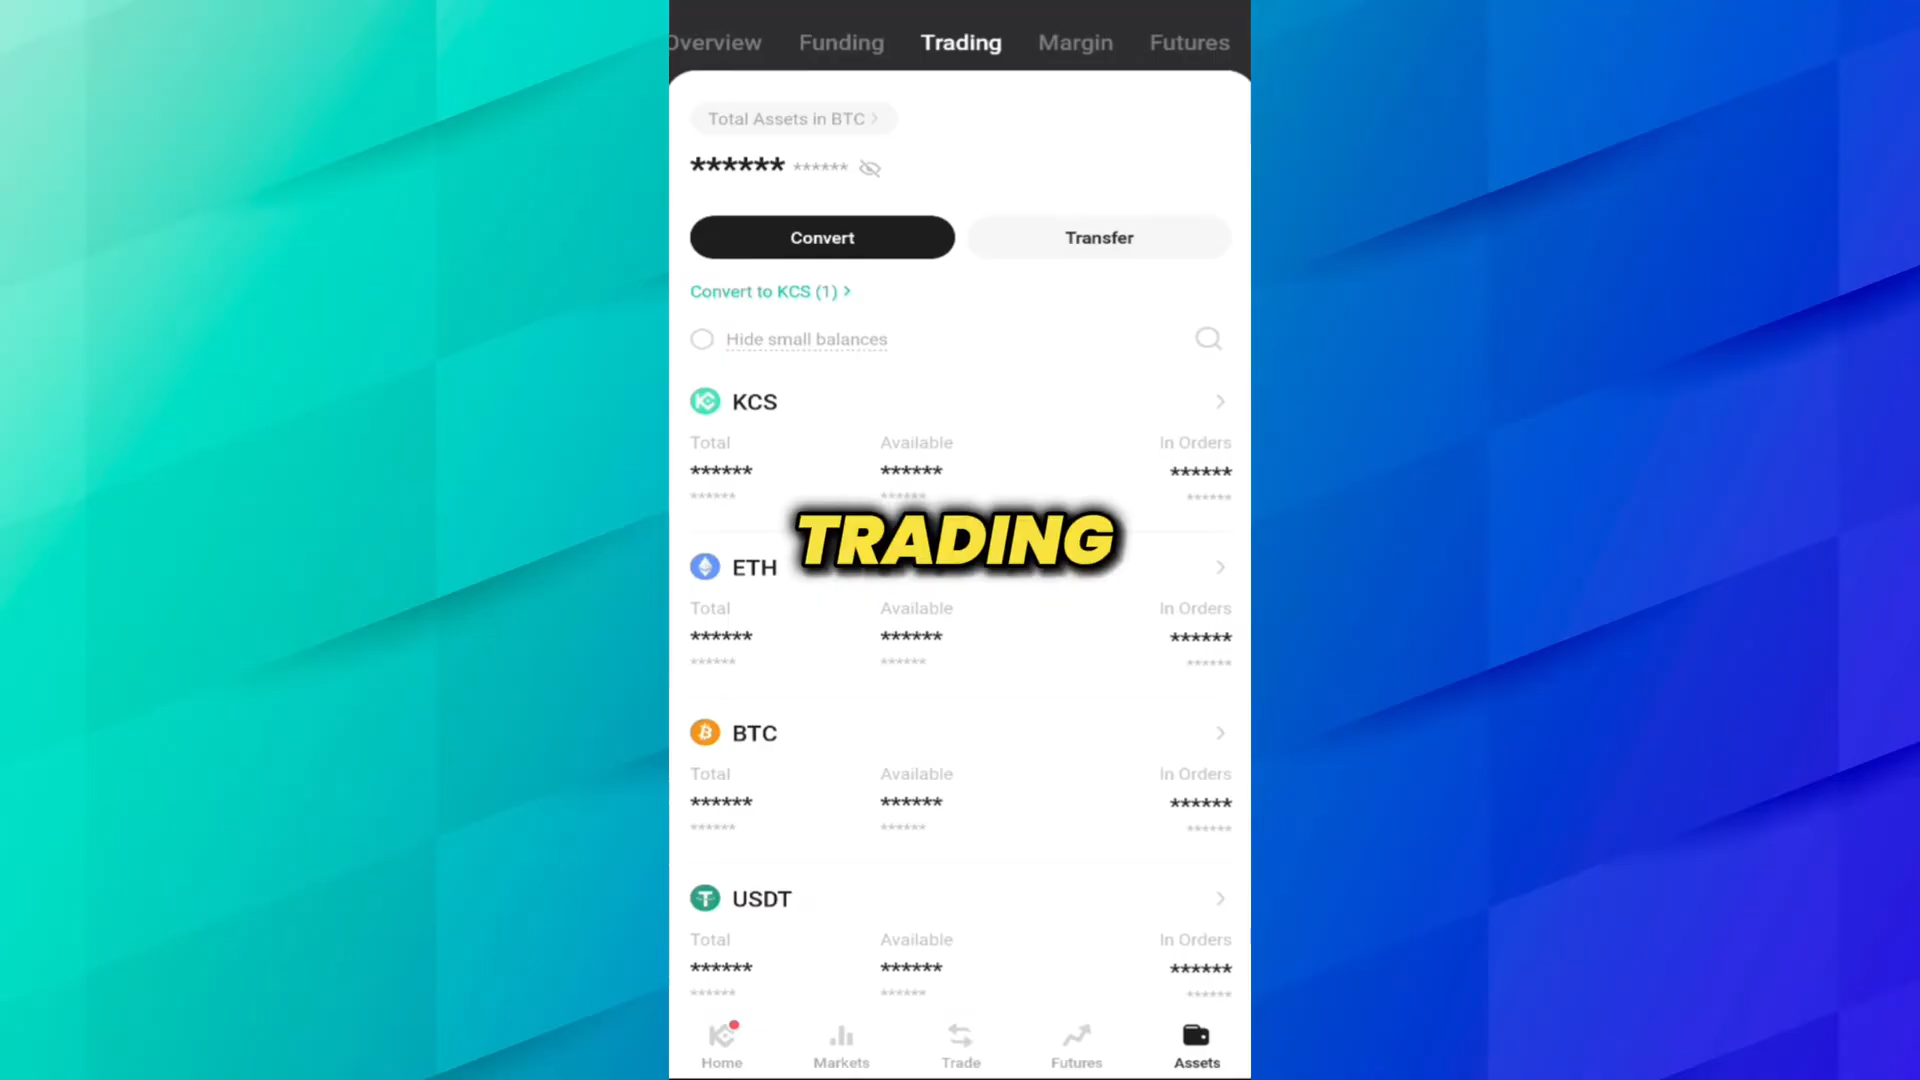 Overview Funding Trading Margin Futures
Total Assets in BTC >
****** ******
Convert Transfer
Convert to KCS (1) >
Hide small balances
KCS
Total Available In Orders
****** ****** ******
****** ****** ******
TRADING
ETH
Total Available In Orders
****** ****** ******
****** ****** ******
BTC
Total Available In Orders
****** ****** ******
****** ****** ******
USDT
Total Available In Orders
****** ****** ******
****** ****** ******
Home Markets Trade Futures Assets